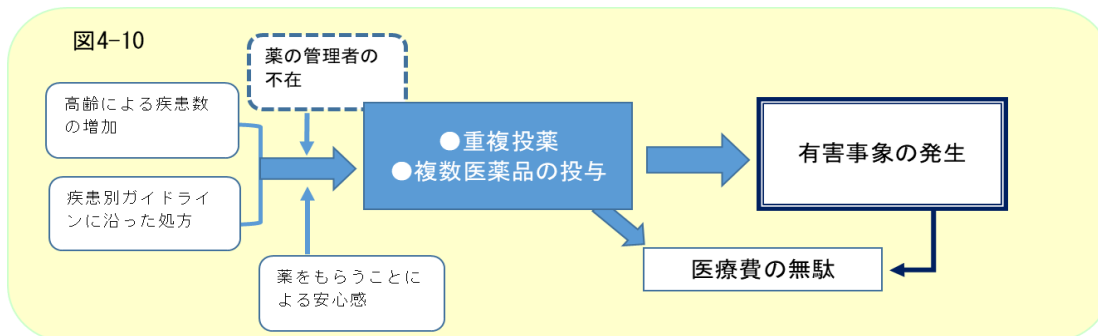 図4-10
薬の管理者の
不在
高齢による疾患数
の増加
●重複投薬
●複数医薬品の投与
有害事象の発生
疾患別ガイドライ
ンに沿った処方
薬をもらうことに
よる安心感
医療費の無駄